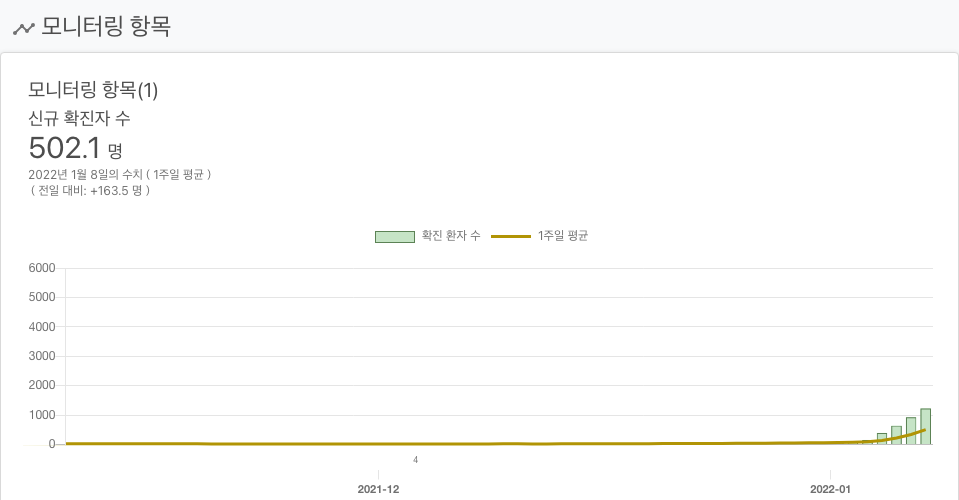 모니터링 항목
모니터링 항목(1)
신규 확진자 수
502.1 명
2022년 1월 8일의 수치 ( 1주일 평균 )
( 전일 대비: +163.5 명 )
확진 환자 수 1주일 평균
6000
5000
4000
3000
2000
1000
0
4
2021-12 2022-01